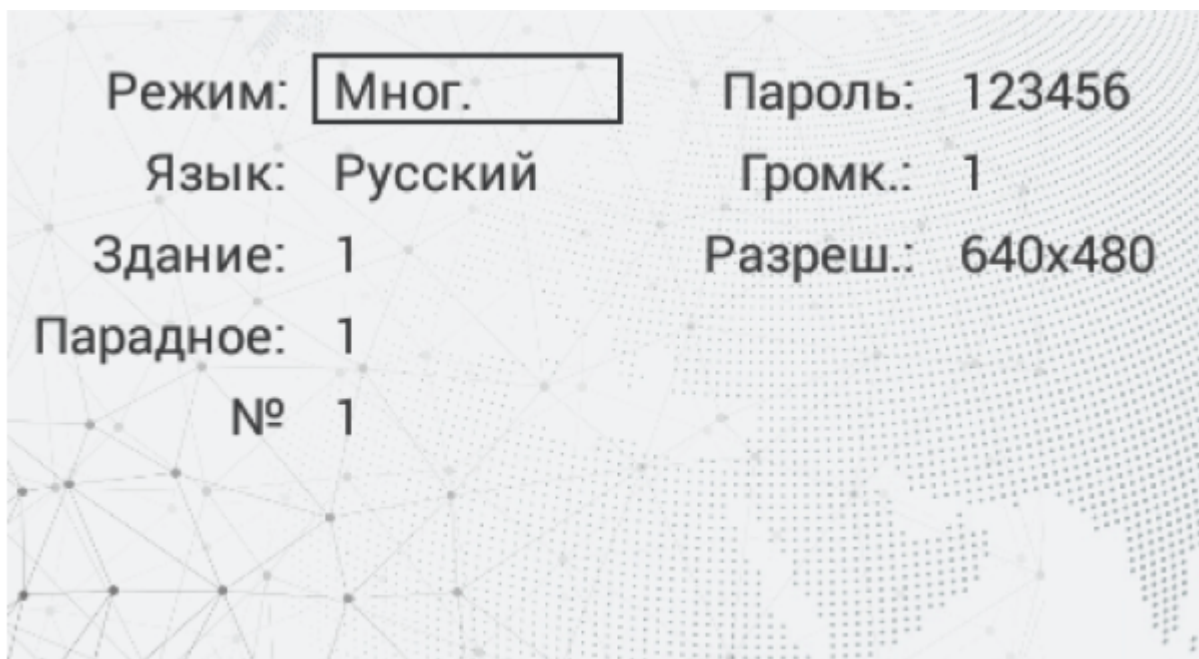 Режим: Мног.
Язык: Русский
Здание: 1
Парадное: 1
№ 1
Пароль: 123456
Громк.: 1
Разреш.: 640x480